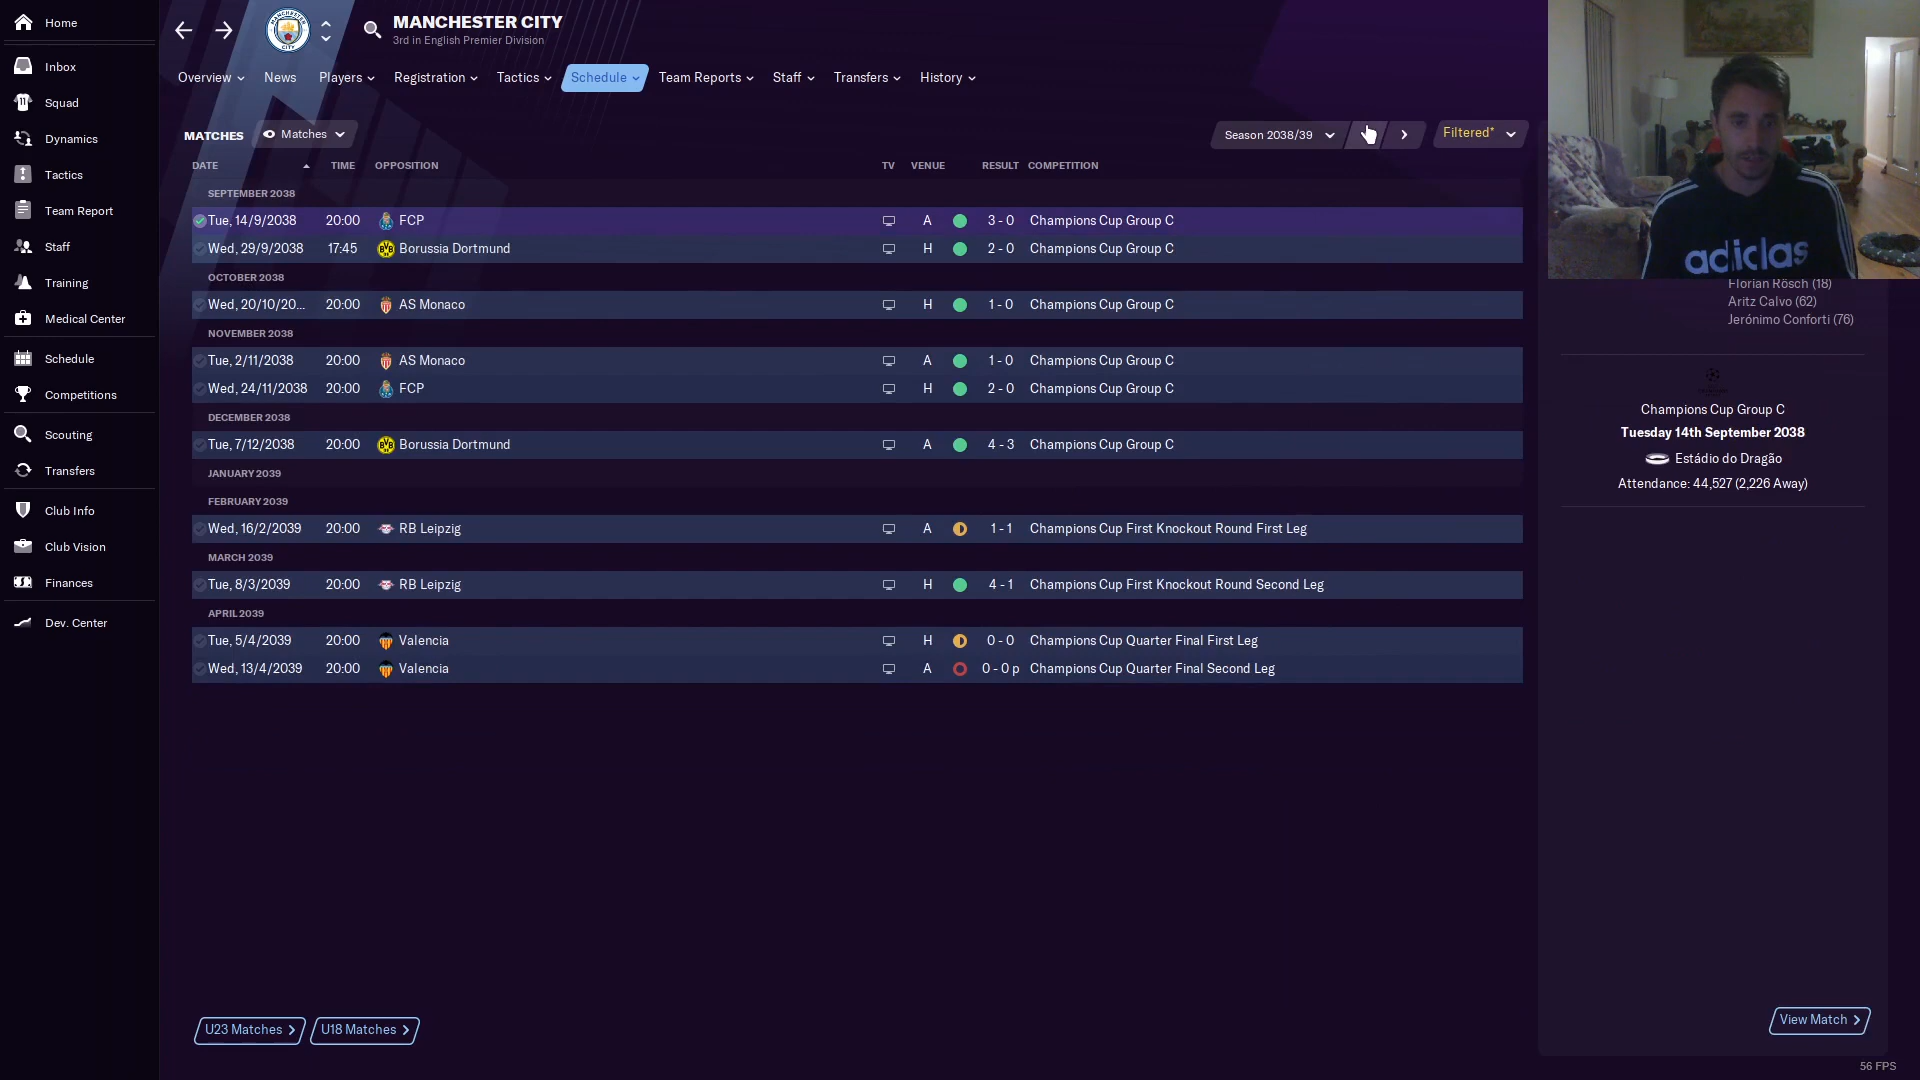 Home
Inbox
Squad
Dynamics
Tactics
Team Report
Staff
Training
Medical Center
Schedule
Competitions
Scouting
Transfers
Club Info
Club Vision
Finances
Dev. Center
MANCHESTER CITY
3rd in English Premier Division
Overview News Players Registration Tactics Schedule Team Reports Staff Transfers History
MATCHES Matches Season 2038/39 Filtered*
DATE TIME OPPOSITION TV VENUE RESULT COMPETITION
SEPTEMBER 2038
Tue, 14/9/2038 20:00 FCP A 3 - 0 Champions Cup Group C
Wed, 29/9/2038 17:45 Borussia Dortmund H 2 - 0 Champions Cup Group C
OCTOBER 2038
Wed, 20/10/20... 20:00 AS Monaco H 1 - 0 Champions Cup Group C
NOVEMBER 2038
Tue, 2/11/2038 20:00 AS Monaco A 1 - 0 Champions Cup Group C
Wed, 24/11/2038 20:00 FCP H 2 - 0 Champions Cup Group C
DECEMBER 2038
Tue, 7/12/2038 20:00 Borussia Dortmund A 4 - 3 Champions Cup Group C
JANUARY 2039
FEBRUARY 2039
Wed, 16/2/2039 20:00 RB Leipzig A 1 - 1 Champions Cup First Knockout Round First Leg
MARCH 2039
Tue, 8/3/2039 20:00 RB Leipzig H 4 - 1 Champions Cup First Knockout Round Second Leg
APRIL 2039
Tue, 5/4/2039 20:00 Valencia H 0 - 0 Champions Cup Quarter Final First Leg
Wed, 13/4/2039 20:00 Valencia A 0 - 0 p Champions Cup Quarter Final Second Leg
U23 Matches U18 Matches
adidas
Florian Rösch (18)
Aritz Calvo (62)
Jerónimo Conforti (76)
Champions Cup Group C
Tuesday 14th September 2038
Estádio do Dragão
Attendance: 44,527 (2,226 Away)
View Match
56 FPS